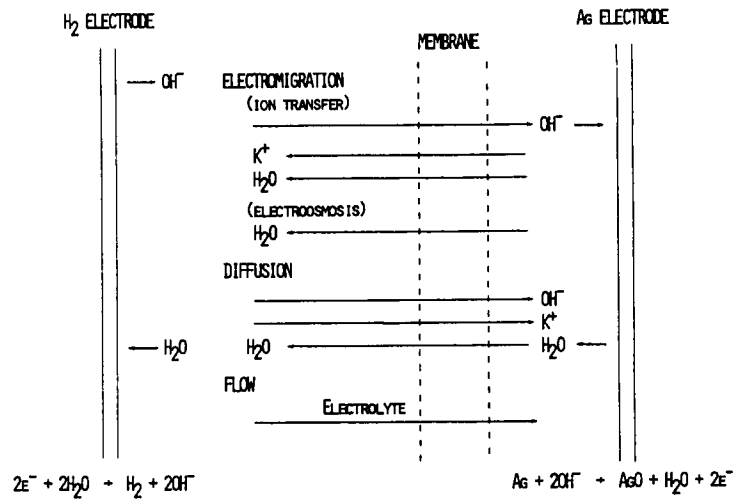 H2 ELECTRODE
AG ELECTRODE
MEMBRANE
OH⁻
ELECTROMIGRATION
(ION TRANSFER)
OH⁻
K⁺
H2O
(ELECTROOSMOSIS)
H2O
DIFFUSION
OH⁻
K⁺
H2O
H2O
H2O
FLOW
ELECTROLYTE
2e⁻ + 2H2O → H2 + 2OH⁻
AG + 2OH⁻ → AGO + H2O + 2e⁻